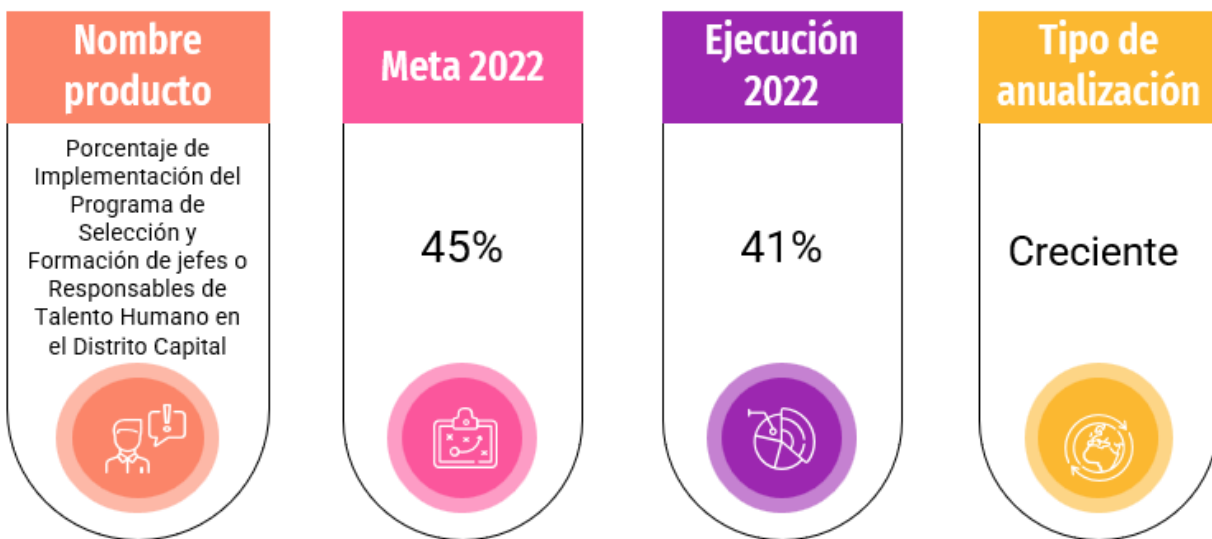 Nombre
producto
Porcentaje de
Implementación del
Programa de
Selección y
Formación de jefes o
Responsables de
Talento Humano en
el Distrito Capital
Meta 2022
45%
Ejecución
2022
41%
Tipo de
anualización
Creciente